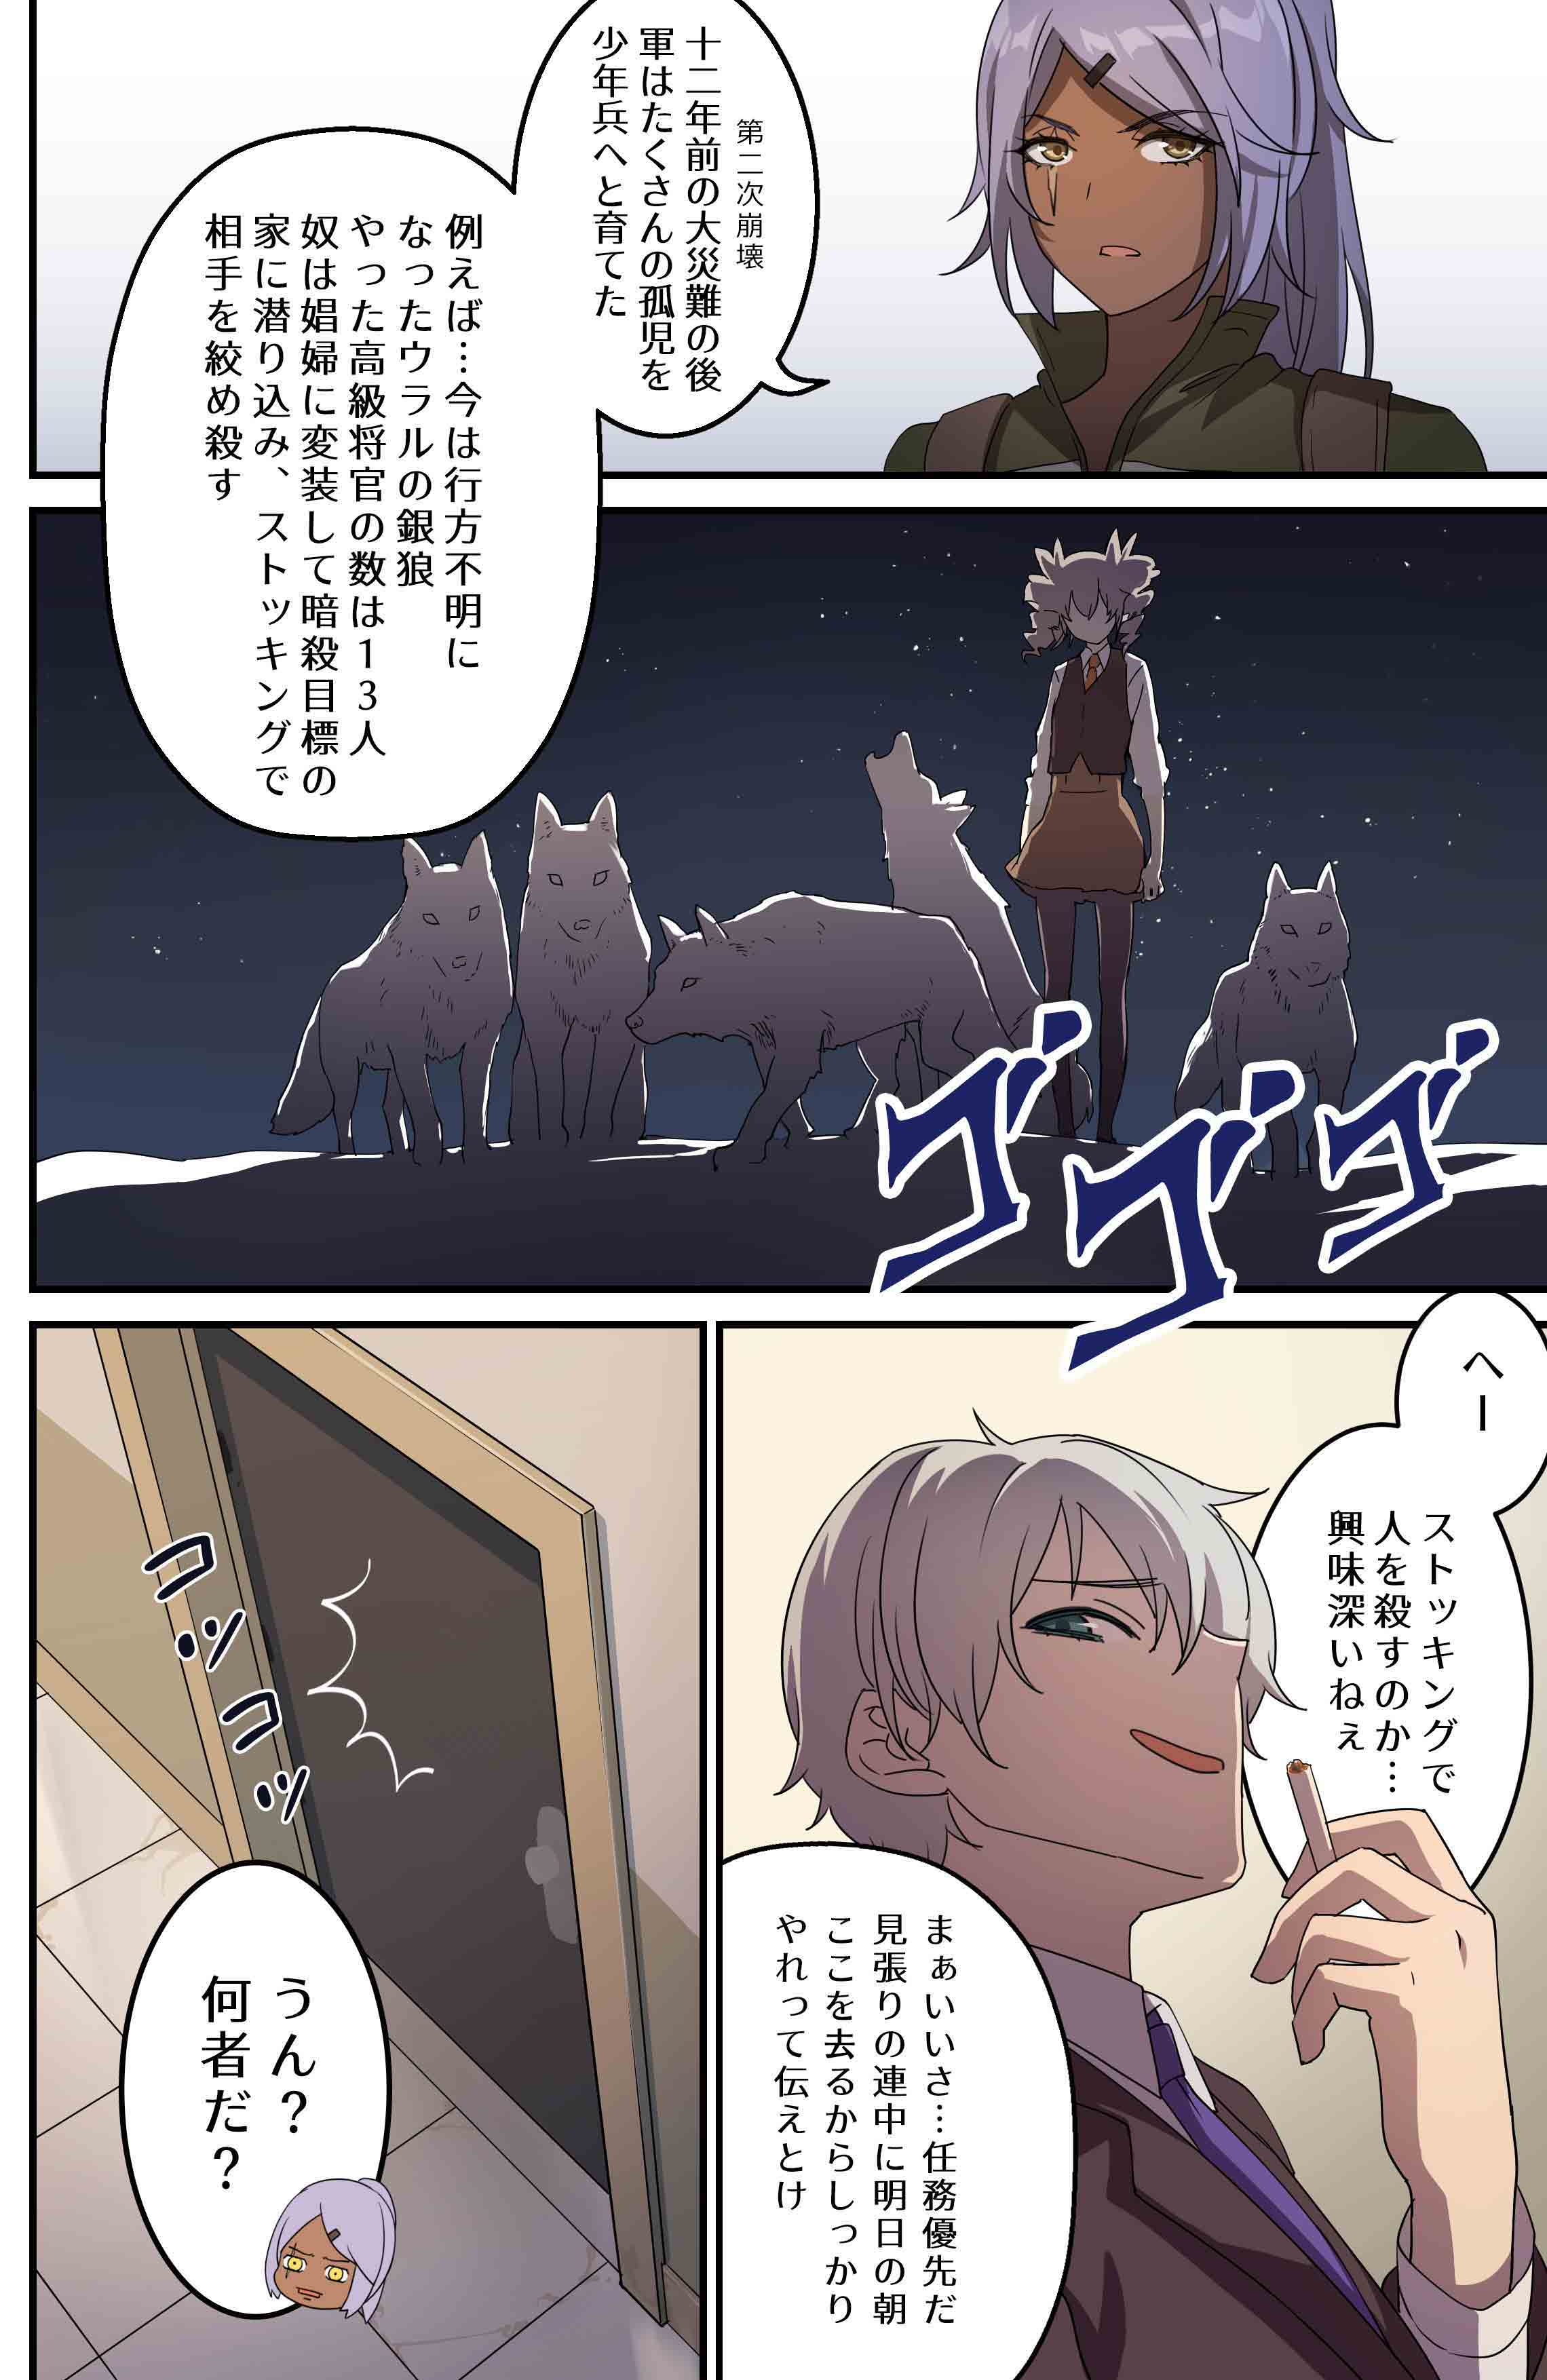 第二次崩壊
十二年前の大災難の後
軍はたくさんの孤児を
少年兵へと育てた
例えば…今は行方不明に
なったウラルの銀狼
やった高級将官の数は13人
奴は娼婦に変装して暗殺目標の
家に潜り込み、ストッキングで
相手を絞め殺す
ゴゴゴ
へー
ストッキングで
人を殺すのか…
興味深いねぇ
まぁいいさ…任務優先だ
見張りの連中に明日の朝
ここを去るからしっかり
やれって伝えとけ
コツコツ
うん？
何者だ？